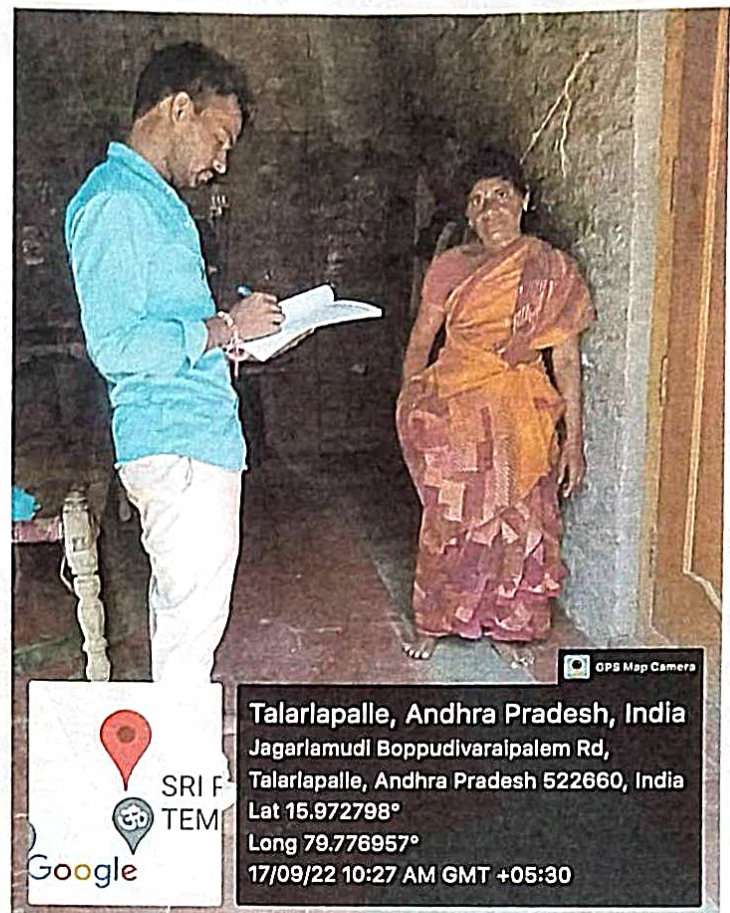 GPS Map Camera
Talarlapalle, Andhra Pradesh, India
Jagarlamudi Boppudivaraipalem Rd,
Talarlapalle, Andhra Pradesh 522660, India
Lat 15.972798°
Long 79.776957°
17/09/22 10:27 AM GMT +05:30
SRI
TEM
Google